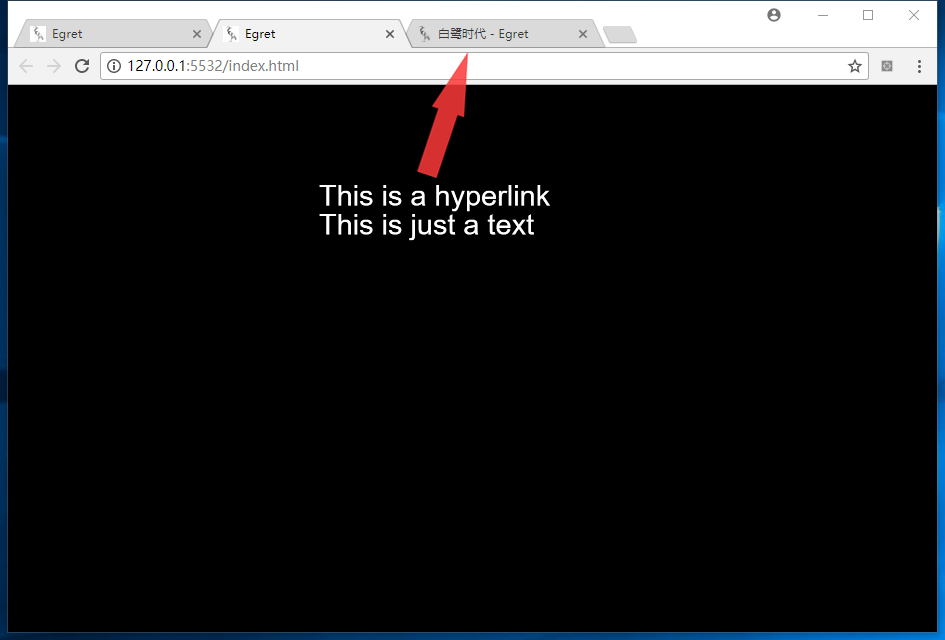 Egret
Egret
白鹭时代 - Egret
127.0.0.1:5532/index.html
This is a hyperlink
This is just a text